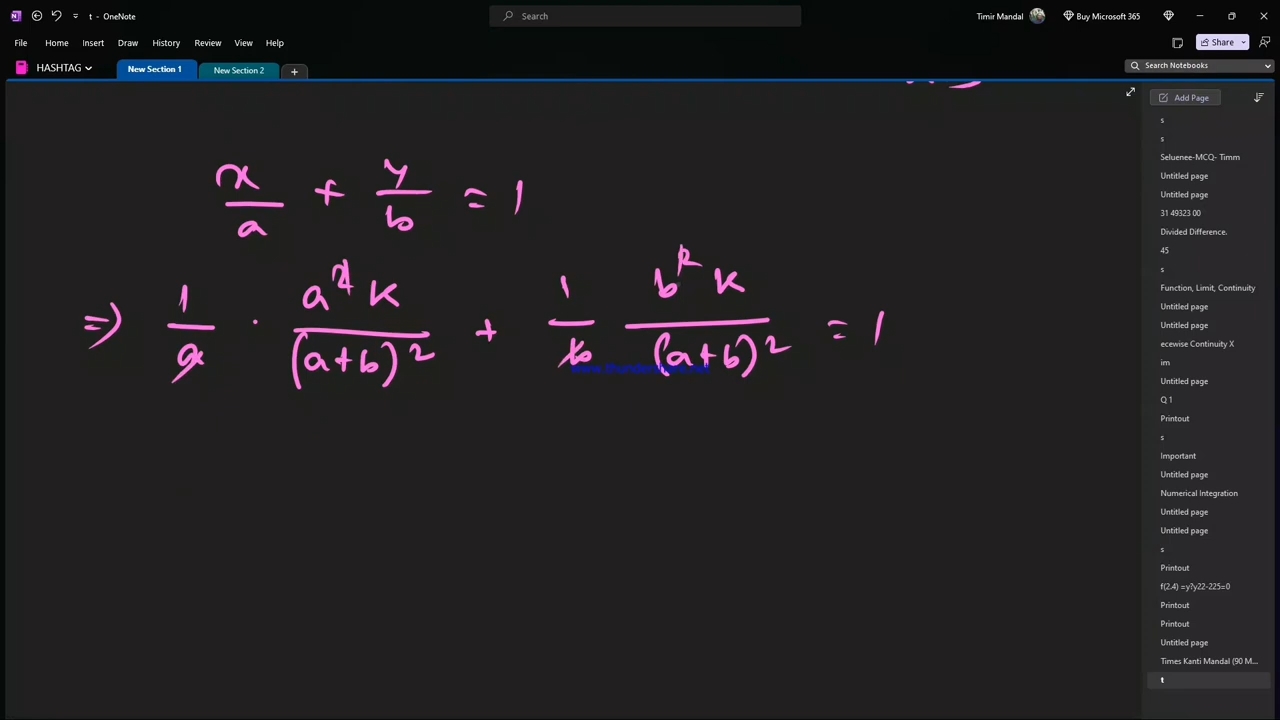 t - OneNote
Search
Timir Mandal
Buy Microsoft 365
File Home Insert Draw History Review View Help
Share
HASHTAG
New Section 1
New Section 2
+
Search Notebooks
Add Page
s
s
Seluenee-MCQ- Timm
Untitled page
Untitled page
31 49323 00
Divided Difference.
45
s
Function, Limit, Continuity
Untitled page
Untitled page
ecewise Continuity X
im
Untitled page
Q 1
Printout
s
Important
Untitled page
Numerical Integration
Untitled page
Untitled page
s
Printout
f(2.4) =y?y22-225=0
Printout
Printout
Untitled page
Times Kanti Mandal (90 M...
t
x/a + y/b = 1
⇒ 1/a · a²k/(a+b)² + 1/b b²k/(a+b)² = 1